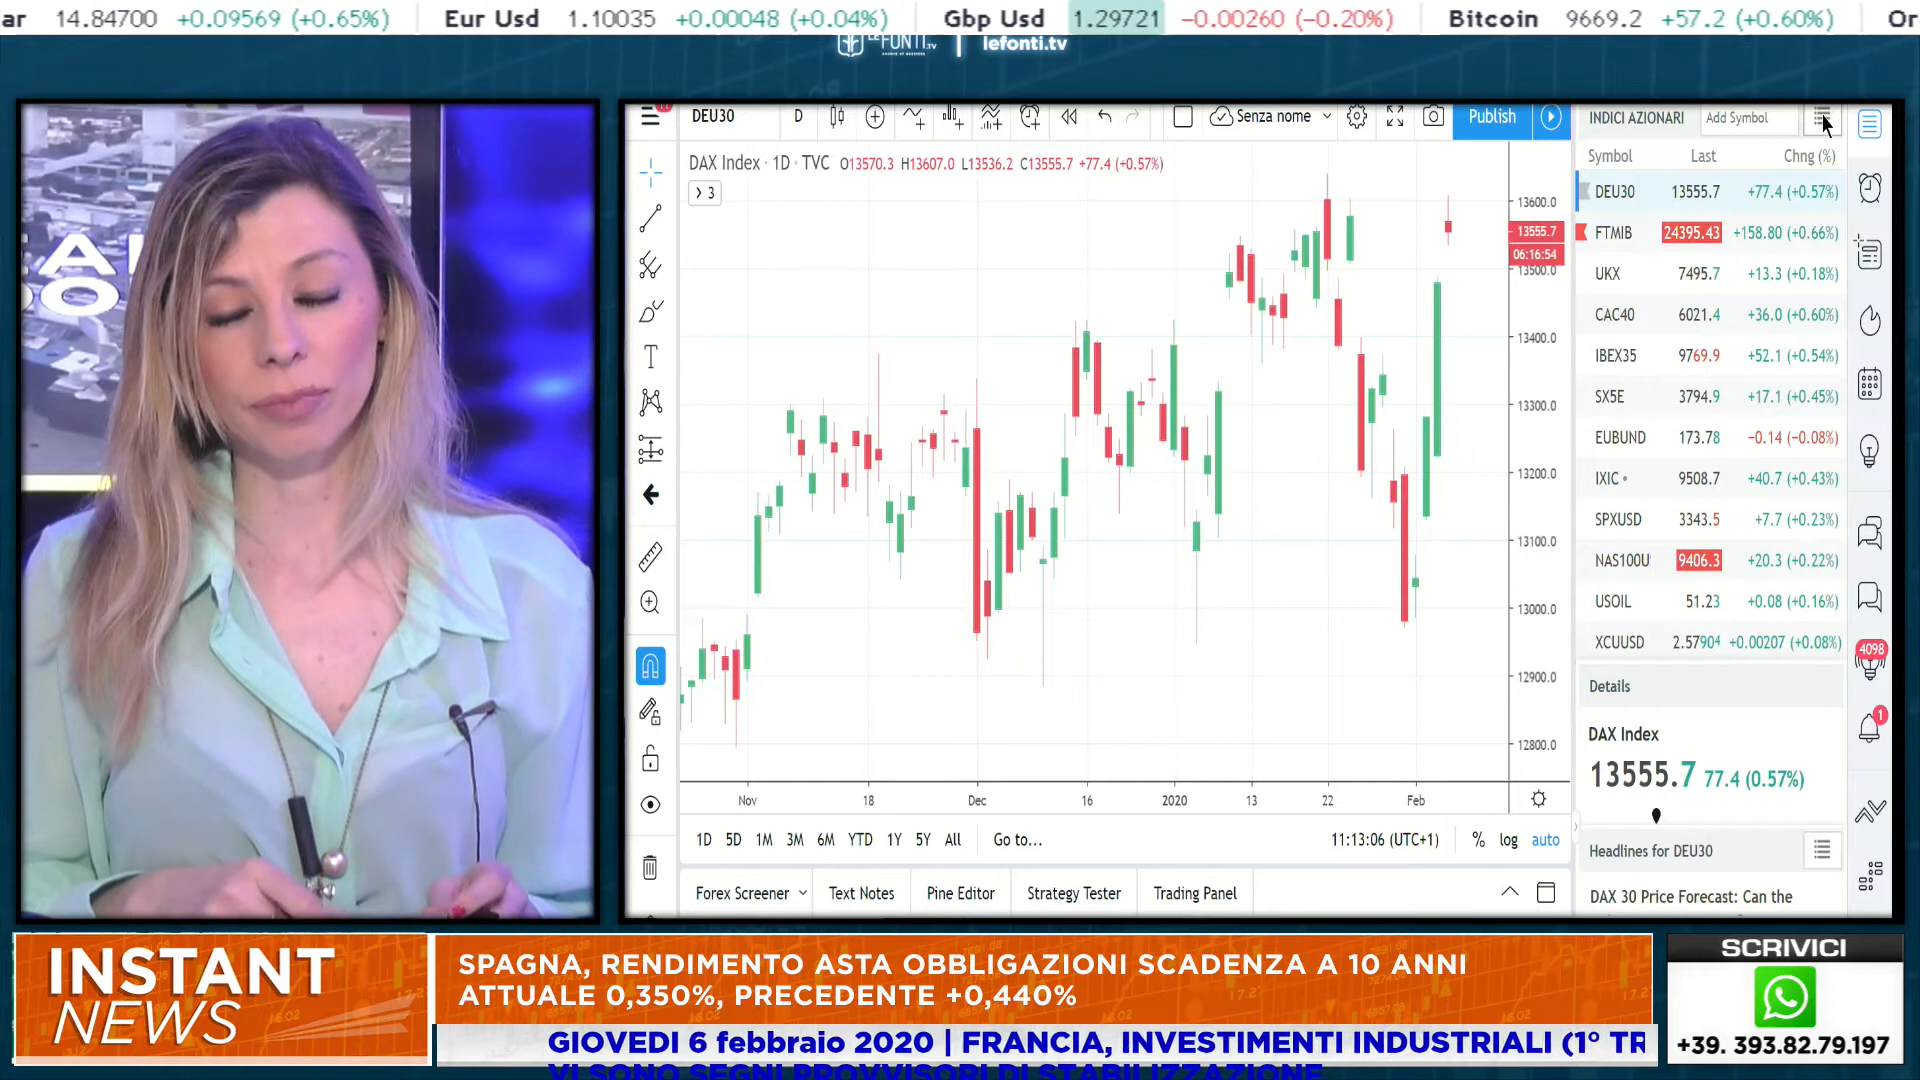 ar 14.84700 +0.09569 (+0.65%) Eur Usd 1.10035 +0.00048 (+0.04%) Gbp Usd 1.29721 −0.00260 (−0.20%) Bitcoin 9669.2 +57.2 (+0.60%) Or
LEFONTI.TV | lefonti.tv
DEU30 D Senza nome Publish
DAX Index · 1D · TVC O13570.3 H13607.0 L13536.2 C13555.7 +77.4 (+0.57%)
3
13600.0
13555.7
06:16:54
13500.0
13400.0
13300.0
13200.0
13100.0
13000.0
12900.0
12800.0
Nov 18 Dec 16 2020 13 22 Feb
1D 5D 1M 3M 6M YTD 1Y 5Y All Go to... 11:13:06 (UTC+1) % log auto
Forex Screener Text Notes Pine Editor Strategy Tester Trading Panel
INDICI AZIONARI Add Symbol
Symbol Last Chng (%)
DEU30 13555.7 +77.4 (+0.57%)
FTMIB 24395.43 +158.80 (+0.66%)
UKX 7495.7 +13.3 (+0.18%)
CAC40 6021.4 +36.0 (+0.60%)
IBEX35 9769.9 +52.1 (+0.54%)
SX5E 3794.9 +17.1 (+0.45%)
EUBUND 173.78 −0.14 (−0.08%)
IXIC 9508.7 +40.7 (+0.43%)
SPXUSD 3343.5 +7.7 (+0.23%)
NAS100U 9406.3 +20.3 (+0.22%)
USOIL 51.23 +0.08 (+0.16%)
XCUUSD 2.57904 +0.00207 (+0.08%)
4098
1
Details
DAX Index
13555.7 77.4 (0.57%)
Headlines for DEU30
DAX 30 Price Forecast: Can the
INSTANT
NEWS
SPAGNA, RENDIMENTO ASTA OBBLIGAZIONI SCADENZA A 10 ANNI
ATTUALE 0,350%, PRECEDENTE +0,440%
GIOVEDI 6 febbraio 2020 | FRANCIA, INVESTIMENTI INDUSTRIALI (1° TR
VI SONO SEGNI PROVVISORI DI STABILIZZAZIONE
SCRIVICI
+39. 393.82.79.197